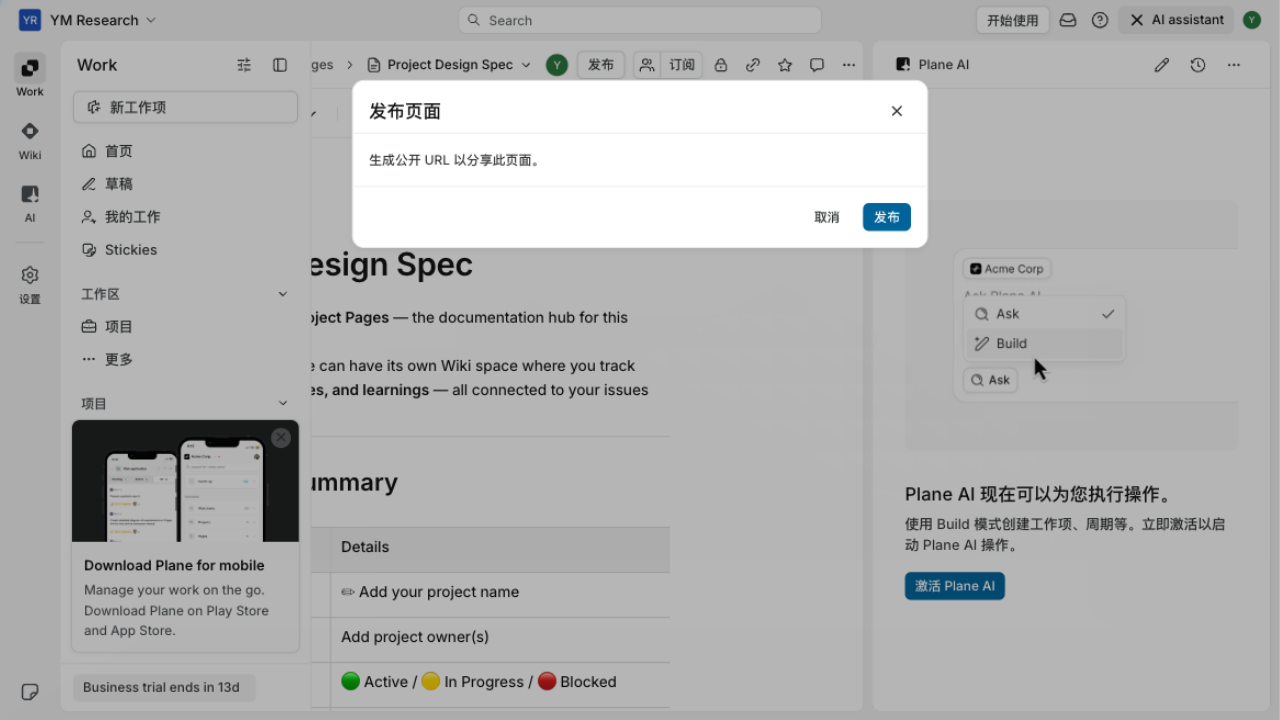 YR YM Research
Search
开始使用
AI assistant
Y
Work
Wiki
AI
设置
Work
新工作项
首页
草稿
我的工作
Stickies
工作区
项目
更多
项目
Download Plane for mobile
Manage your work on the go.
Download Plane on Play Store
and App Store.
Business trial ends in 13d
ges
Project Design Spec
Y
发布
订阅
发布页面
生成公开 URL 以分享此页面。
取消
发布
esign Spec
oject Pages — the documentation hub for this
e can have its own Wiki space where you track
es, and learnings — all connected to your issues
ummary
Details
✏ Add your project name
Add project owner(s)
🟢 Active / 🟡 In Progress / 🔴 Blocked
Plane AI
Acme Corp
Ask Plane AI
Ask
Build
Ask
Plane AI 现在可以为您执行操作。
使用 Build 模式创建工作项、周期等。立即激活以启
动 Plane AI 操作。
激活 Plane AI